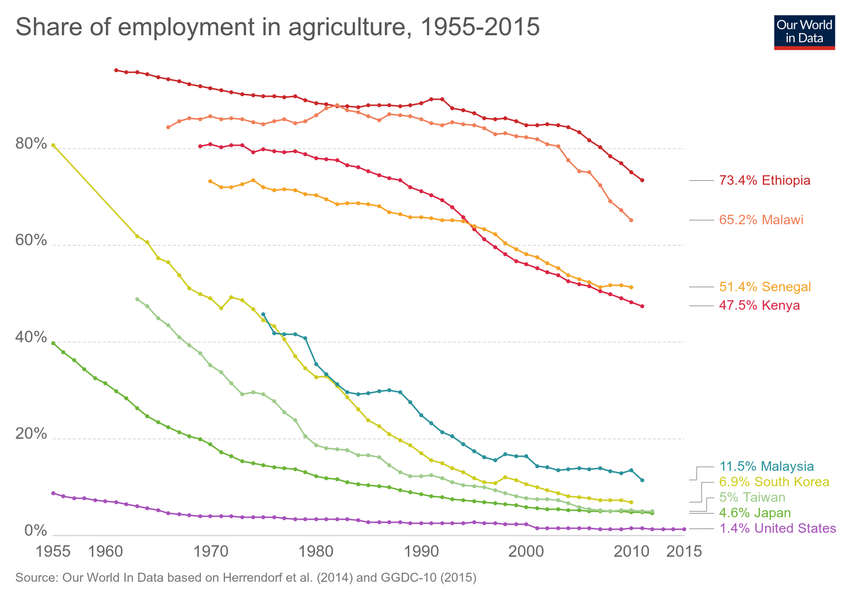 Share of employment in agriculture, 1955-2015
Our World
in Data
80%
60%
40%
20%
0%
1955 1960 1970 1980 1990 2000 2010 2015
73.4% Ethiopia
65.2% Malawi
51.4% Senegal
47.5% Kenya
11.5% Malaysia
6.9% South Korea
5% Taiwan
4.6% Japan
1.4% United States
Source: Our World In Data based on Herrendorf et al. (2014) and GGDC-10 (2015)